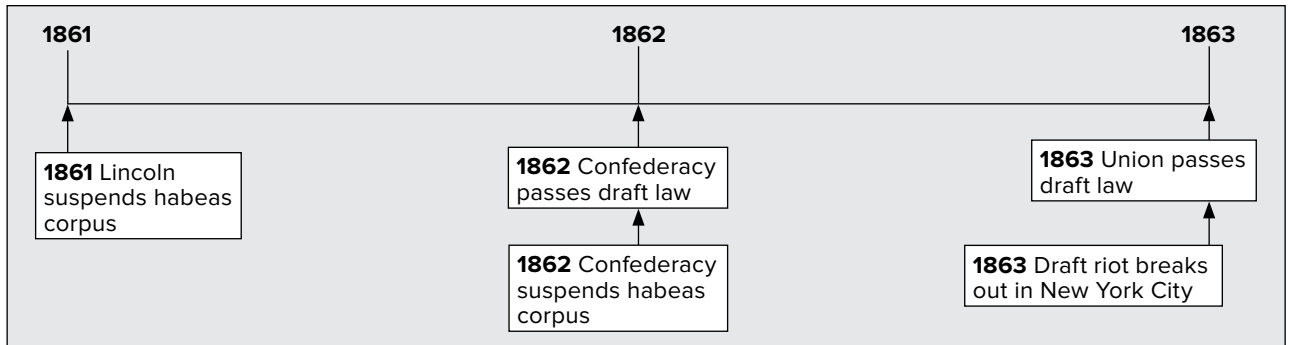 1861
1862
1863
1861 Lincoln
suspends habeas
corpus
1862 Confederacy
passes draft law
1862 Confederacy
suspends habeas
corpus
1863 Union passes
draft law
1863 Draft riot breaks
out in New York City